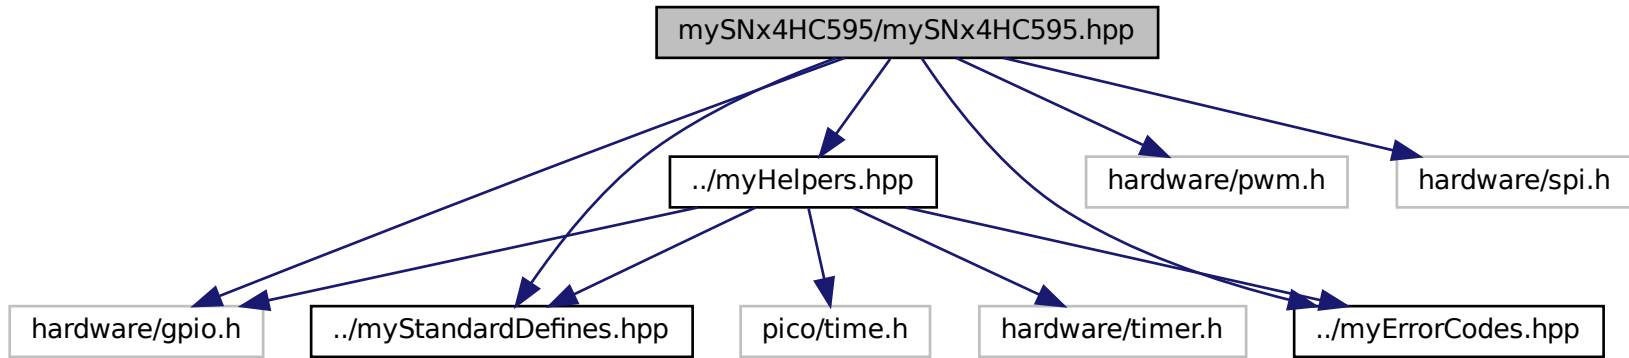 mySNx4HC595/mySNx4HC595.hpp
../myHelpers.hpp
hardware/pwm.h
hardware/spi.h
hardware/gpio.h
../myStandardDefines.hpp
pico/time.h
hardware/timer.h
../myErrorCodes.hpp